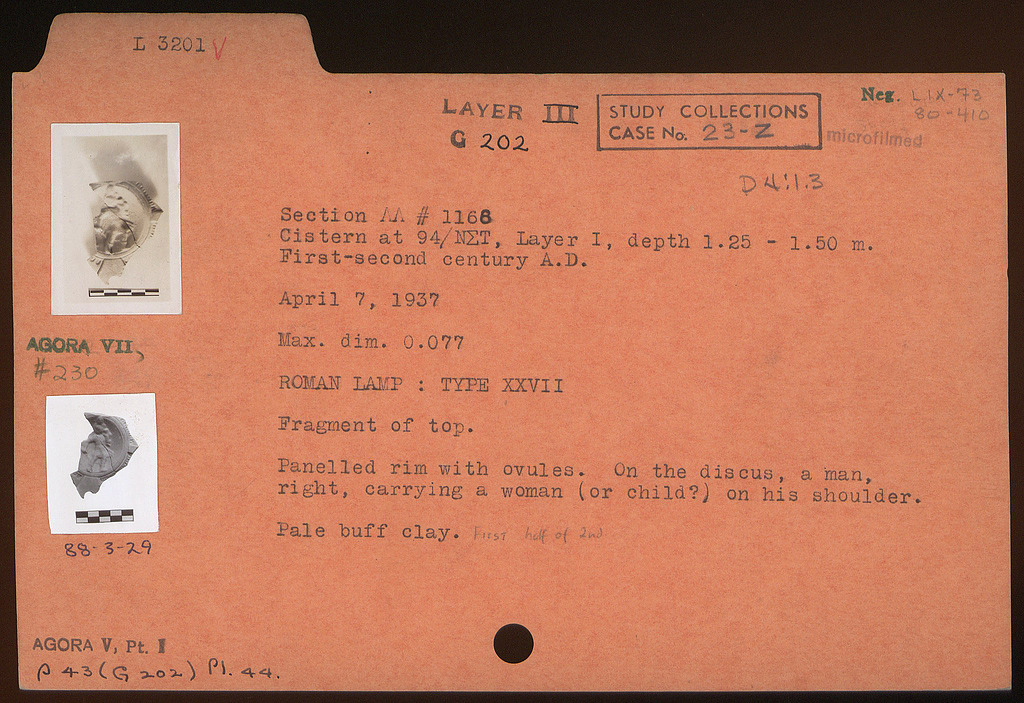 L 3201 V
LAYER III
G 202
STUDY COLLECTIONS
CASE No. 23-Z
Neg. LIX-73
80-410
microfilmed
D 4:1.3
Section ΛΛ # 1168
Cistern at 94/ΝΣΤ, Layer I, depth 1.25 - 1.50 m.
First-second century A.D.
April 7, 1937
Max. dim. 0.077
ROMAN LAMP : TYPE XXVII
Fragment of top.
Panelled rim with ovules. On the discus, a man,
right, carrying a woman (or child?) on his shoulder.
Pale buff clay. First half of 2nd
AGORA VII,
#230
88-3-29
AGORA V, Pt. I
p 43 (G 202) Pl. 44.